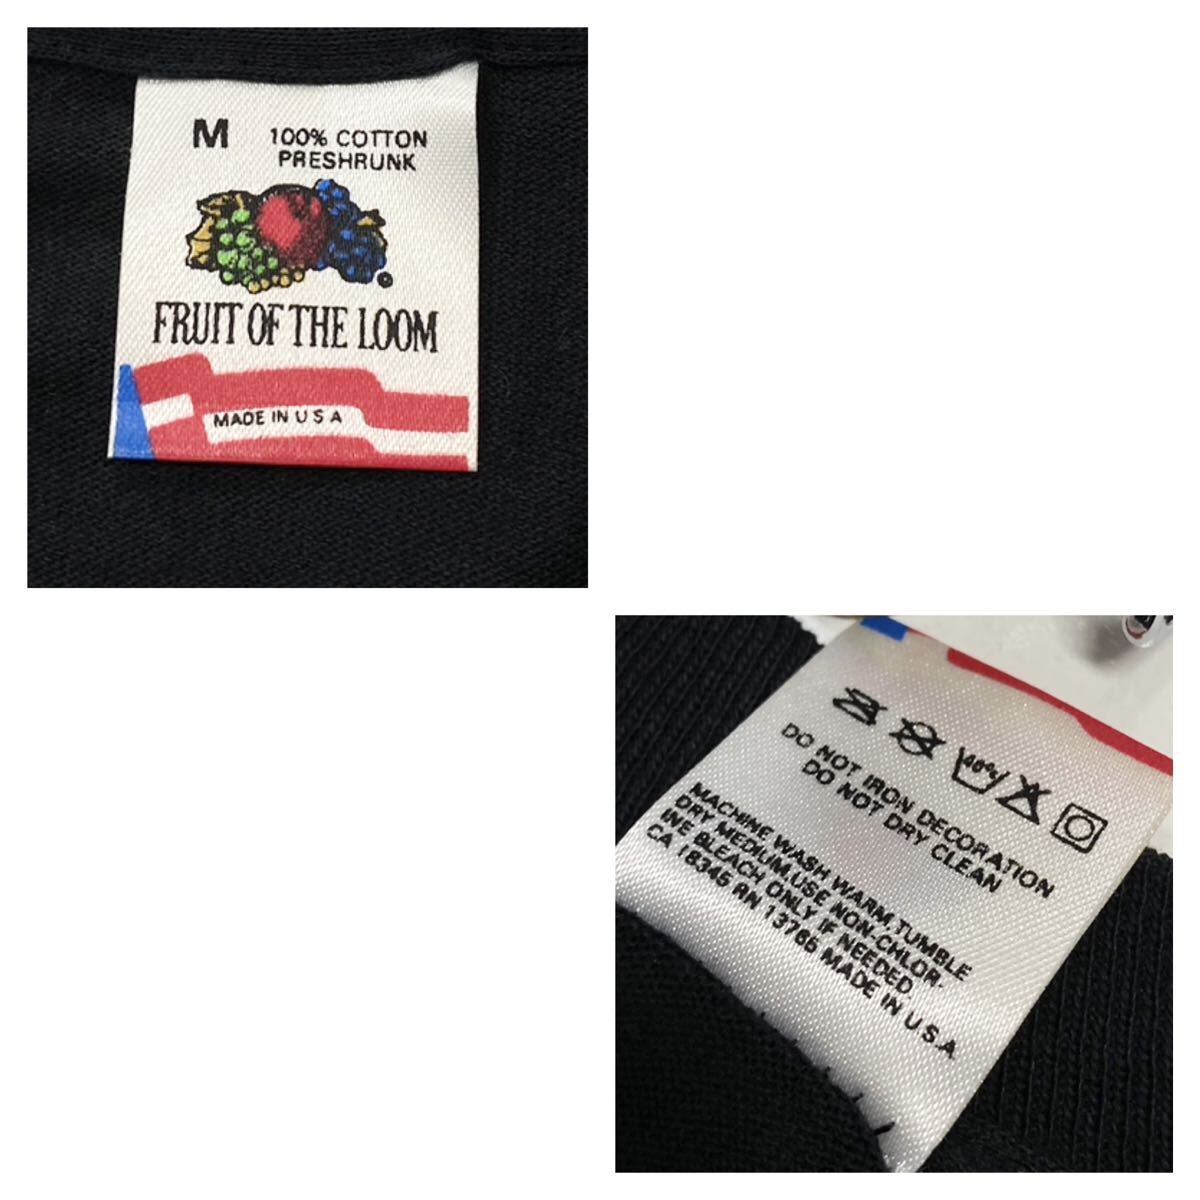 M 100% COTTON
PRESHRUNK
FRUIT OF THE LOOM
MADE IN U S A
40°
DO NOT IRON DECORATION
DO NOT DRY CLEAN
MACHINE WASH WARM,TUMBLE
DRY MEDIUM,USE NON-CHLOR-
INE BLEACH ONLY IF NEEDED.
CA 18345 RN 13765 MADE IN U.S.A.